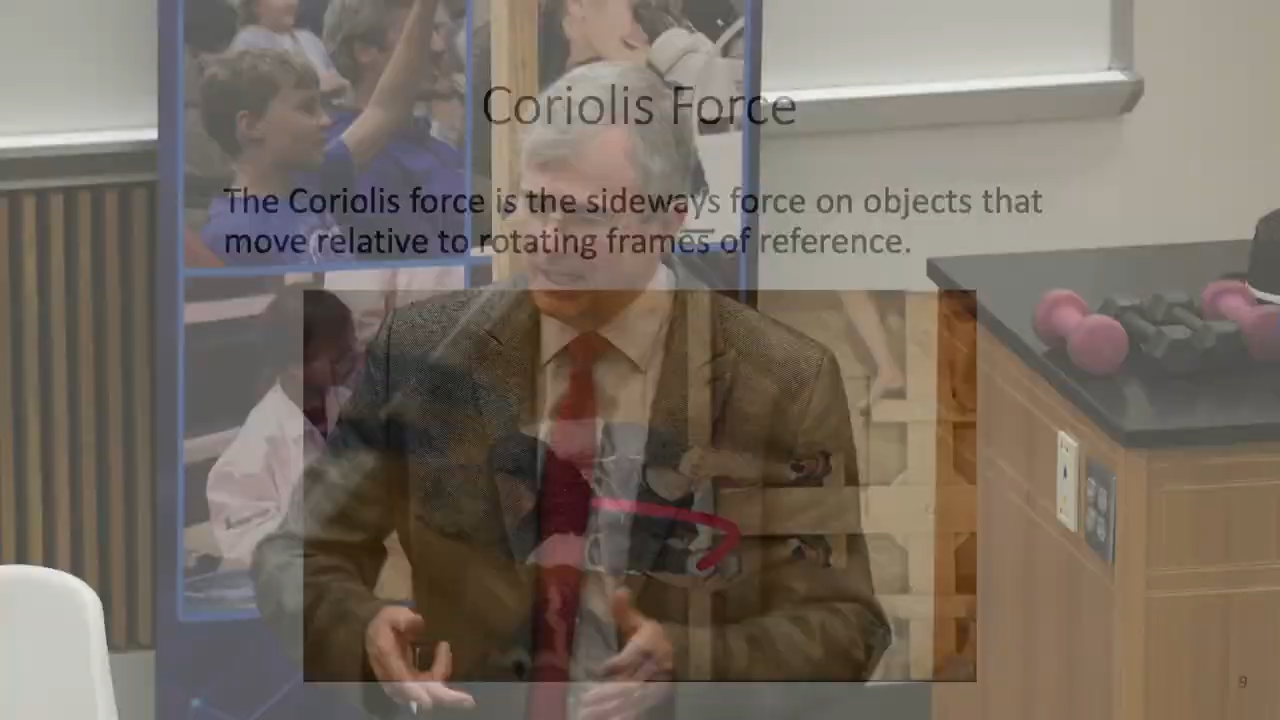 Coriolis Force
The Coriolis force is the sideways force on objects that
move relative to rotating frames of reference.
9